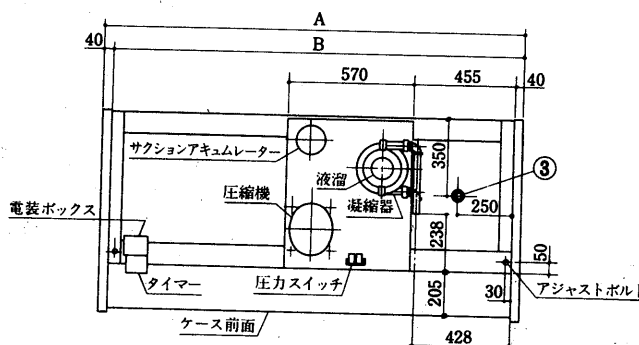 A
40
B
570
455
40
サクションアキュムレーター
350
③
液溜
圧縮機
凝縮器
250
電装ボックス
238
50
タイマー
圧力スイッチ
アジャストボルト
30
205
ケース前面
428